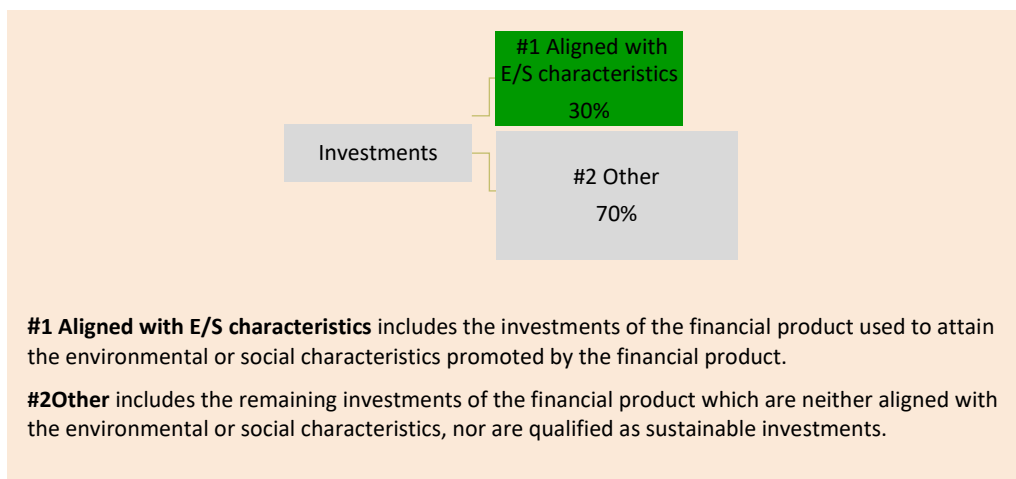 #1 Aligned with
E/S characteristics
30%
Investments
#2 Other
70%
#1 Aligned with E/S characteristics includes the investments of the financial product used to attain
the environmental or social characteristics promoted by the financial product.
#2Other includes the remaining investments of the financial product which are neither aligned with
the environmental or social characteristics, nor are qualified as sustainable investments.